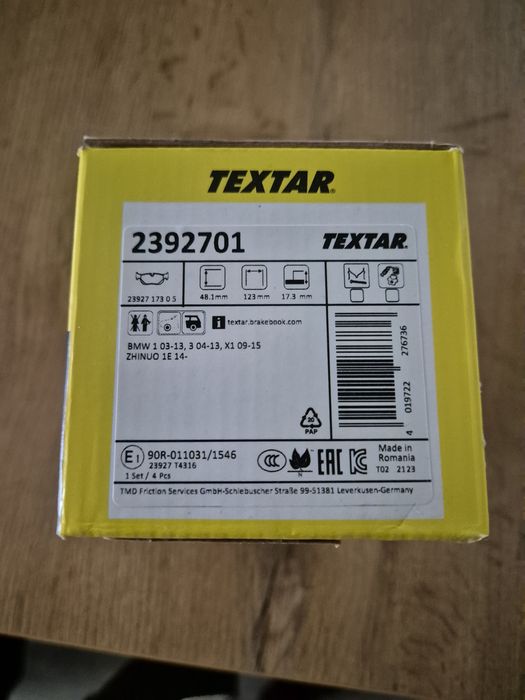 TEXTAR®
2392701
TEXTAR®
23927 173 0 5
48.1mm
123 mm
17.3 mm
i textar.brakebook.com
BMW 1 03-13, 3 04-13, X1 09-15
ZHINUO 1E 14-
4 019722 276736
20
PAP
E1 90R-011031/1546
23927 T4316
1 Set / 4 Pcs
CCC
N
EAC
Made in
Romania
T02 2123
TMD Friction Services GmbH-Schlebuscher Straße 99-51381 Leverkusen-Germany